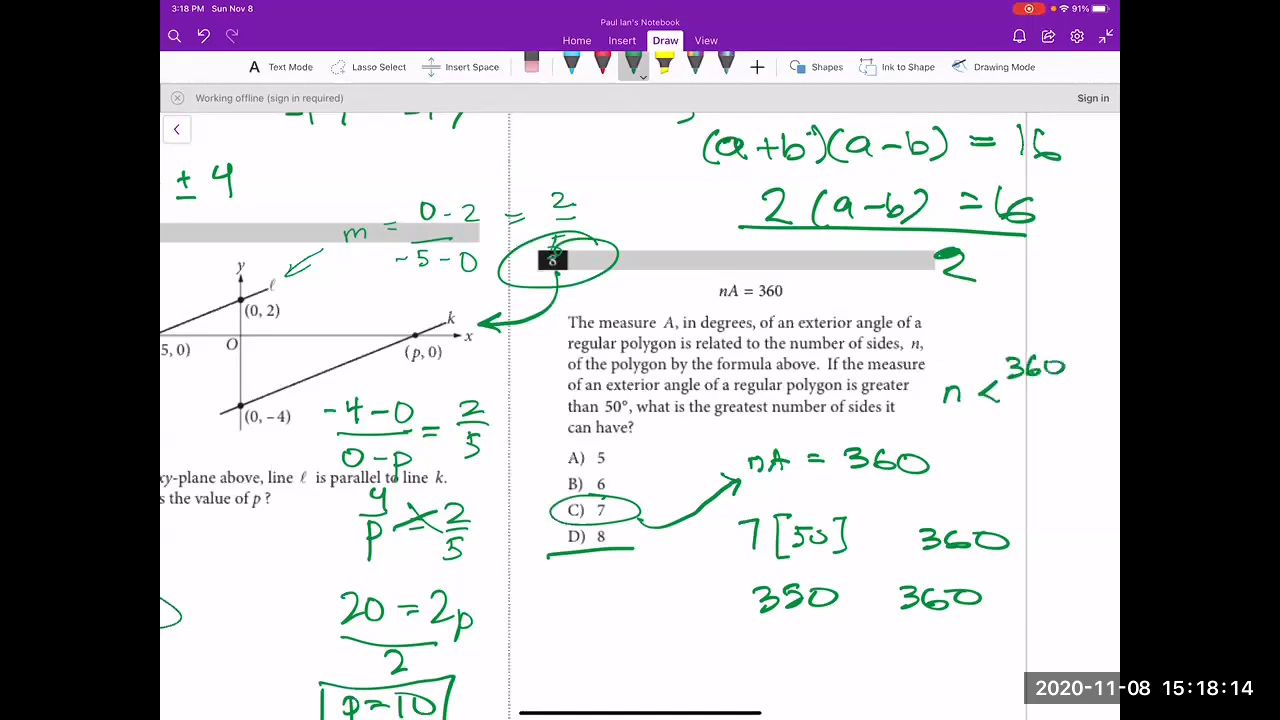 3:18 PM Sun Nov 8
91%
Paul Ian's Notebook
Home Insert Draw View
Text Mode Lasso Select Insert Space Shapes Ink to Shape Drawing Mode
Working offline (sign in required) Sign in
± 4
m = 0 - 2 / -5 - 0 = 2 /
y
ℓ
(0, 2)
k
x
O
5, 0)
(p, 0)
(0, −4)
-4 - 0 / 0 - p = 2/5
xy-plane above, line ℓ is parallel to line k.
s the value of p ?
4/p 2/5
20 = 2p
2
p = 10
(a+b)(a-b) = 16
2 (a-b) = 16
2
8
nA = 360
The measure A, in degrees, of an exterior angle of a
regular polygon is related to the number of sides, n,
of the polygon by the formula above. If the measure
of an exterior angle of a regular polygon is greater
than 50°, what is the greatest number of sides it
can have?
A) 5
B) 6
C) 7
D) 8
n < 360
nA = 360
7[50] 360
350 360
2020-11-08 15:18:14